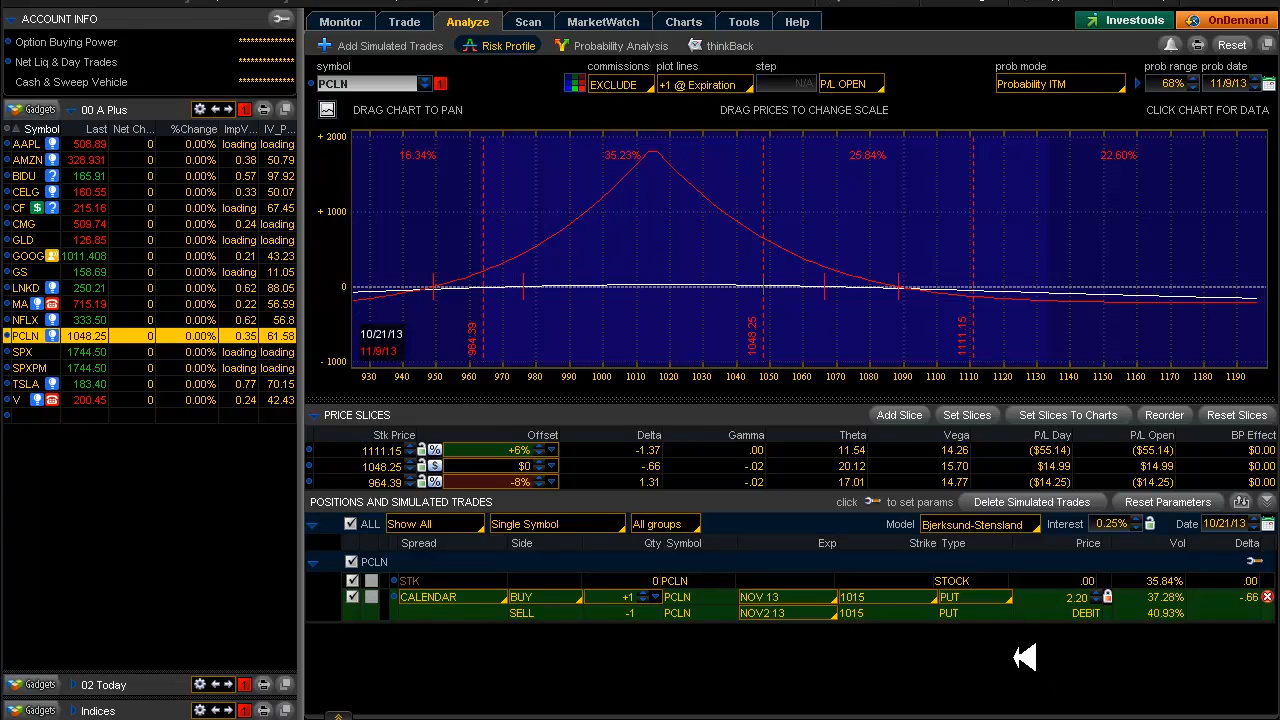 ACCOUNT INFO
Option Buying Power **************
Net Liq & Day Trades **************
Cash & Sweep Vehicle **************
Gadgets 00 A Plus 1
Symbol Last Net Ch... %Change ImpV... IV_P...
AAPL 508.89 0 0.00% loading loading
AMZN 328.931 0 0.00% 0.38 50.79
BIDU ? 165.91 0 0.00% 0.57 97.92
CELG 160.55 0 0.00% 0.33 50.07
CF $ ? 215.16 0 0.00% loading 67.45
CMG 509.74 0 0.00% 0.24 loading
GLD 126.85 0 0.00% loading loading
GOOG 1011.408 0 0.00% 0.21 43.23
GS 158.69 0 0.00% loading 11.05
LNKD 250.21 0 0.00% 0.62 88.05
MA 715.19 0 0.00% 0.22 56.59
NFLX 333.50 0 0.00% 0.62 56.8
PCLN 1048.25 0 0.00% 0.35 61.58
SPX 1744.50 0 0.00% loading loading
SPXPM 1744.50 0 0.00% loading loading
TSLA 183.40 0 0.00% 0.77 70.15
V 200.45 0 0.00% 0.24 42.43
Gadgets 02 Today 1
Gadgets Indices 1
Monitor Trade Analyze Scan MarketWatch Charts Tools Help Investools OnDemand
Add Simulated Trades Risk Profile Probability Analysis thinkBack Reset
symbol commissions plot lines step prob mode prob range prob date
PCLN 1 EXCLUDE +1 @ Expiration N/A P/L OPEN Probability ITM 68% 11/9/13
DRAG CHART TO PAN DRAG PRICES TO CHANGE SCALE CLICK CHART FOR DATA
+ 2000
16.34% 35.23% 25.84% 22.60%
+ 1000
0
964.39 1048.25 1111.15
10/21/13
11/9/13
- 1000
930 940 950 960 970 980 990 1000 1010 1020 1030 1040 1050 1060 1070 1080 1090 1100 1110 1120 1130 1140 1150 1160 1170 1180 1190
PRICE SLICES Add Slice Set Slices Set Slices To Charts Reorder Reset Slices
Stk Price Offset Delta Gamma Theta Vega P/L Day P/L Open BP Effect
1111.15 % +6% -1.37 .00 11.54 14.26 ($55.14) ($55.14) $0.00
1048.25 $ $0 -.66 -.02 20.12 15.70 $14.99 $14.99 $0.00
964.39 % -8% 1.31 -.02 17.01 14.77 ($14.25) ($14.25) $0.00
POSITIONS AND SIMULATED TRADES click to set params Delete Simulated Trades Reset Parameters
ALL Show All Single Symbol All groups Model Bjerksund-Stensland Interest 0.25% Date 10/21/13
Spread Side Qty Symbol Exp Strike Type Price Vol Delta
PCLN
STK 0 PCLN STOCK .00 35.84% .00
CALENDAR BUY +1 PCLN NOV 13 1015 PUT 2.20 37.28% -.66
SELL -1 PCLN NOV2 13 1015 PUT DEBIT 40.93%